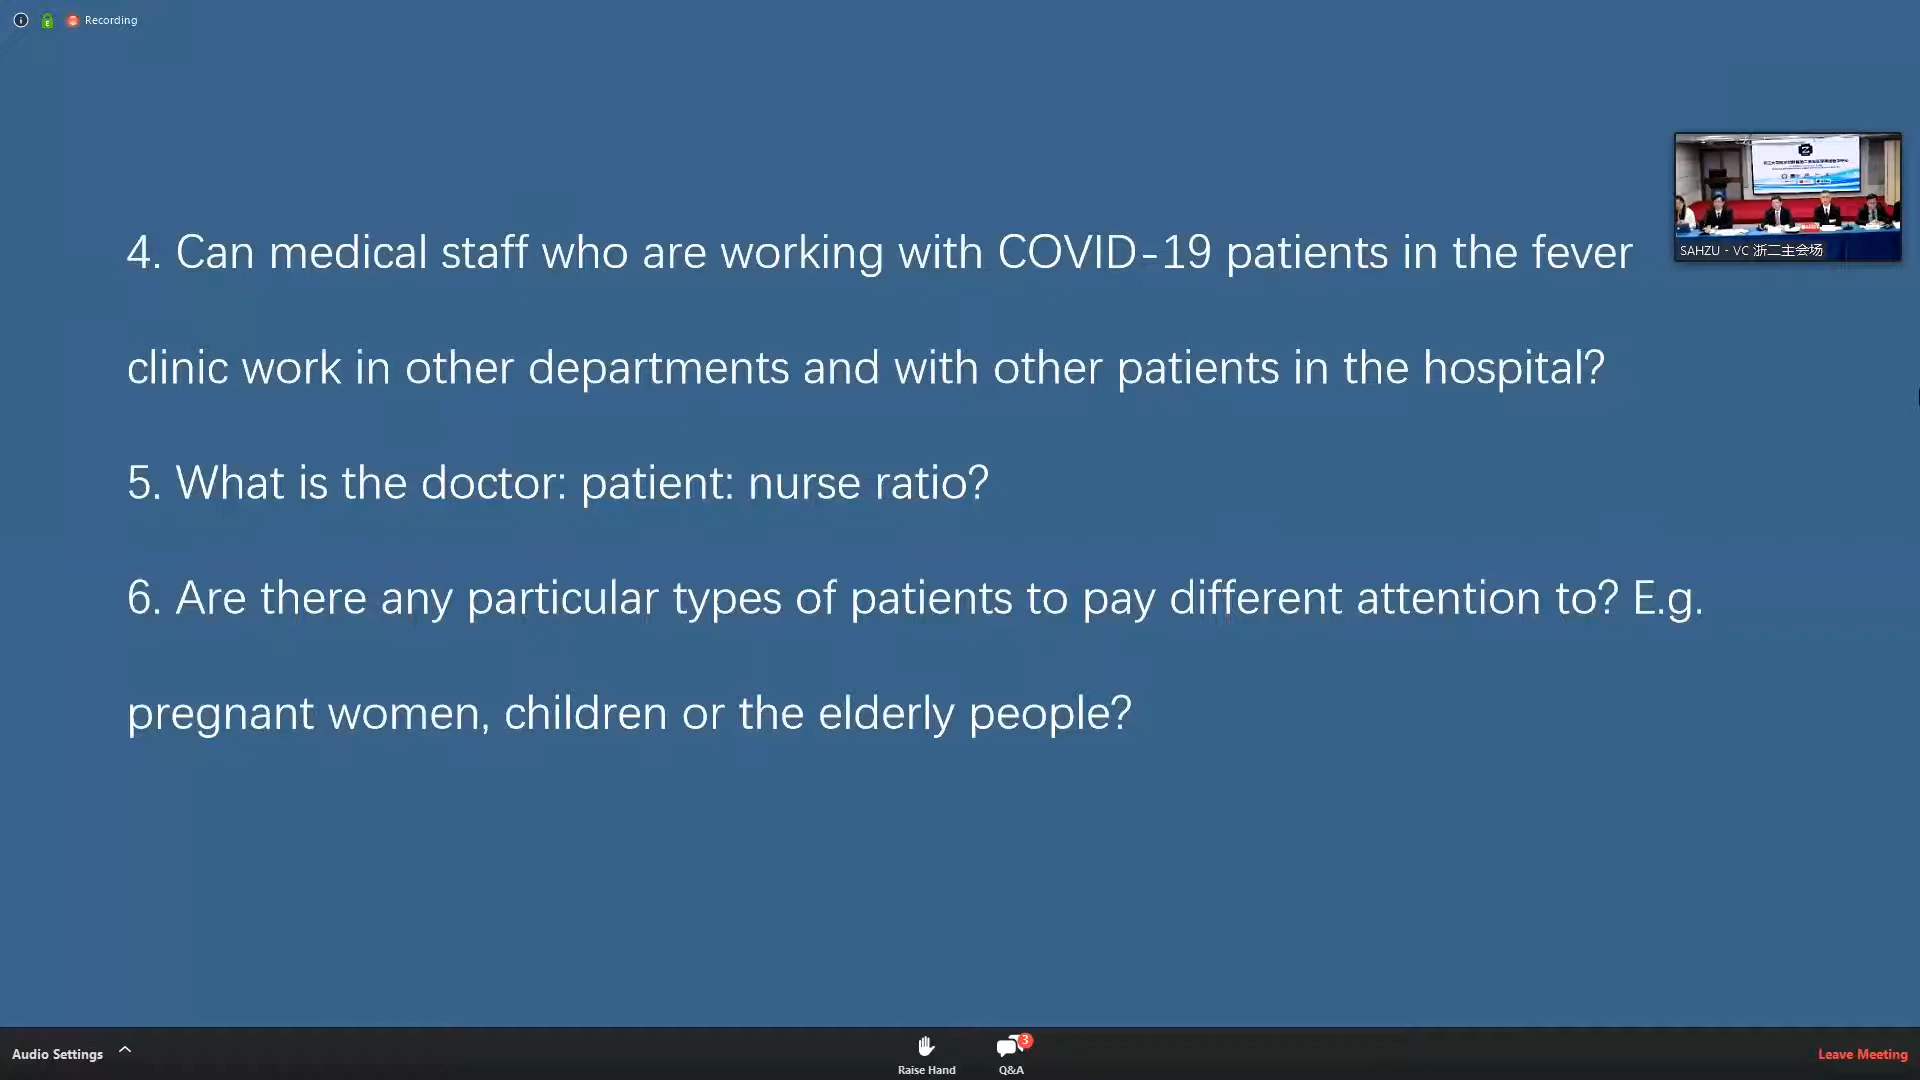 Recording
4. Can medical staff who are working with COVID-19 patients in the fever
clinic work in other departments and with other patients in the hospital?
5. What is the doctor: patient: nurse ratio?
6. Are there any particular types of patients to pay different attention to? E.g.
pregnant women, children or the elderly people?
SAHZU - VC 浙二主会场
Audio Settings
Raise Hand
3
Q&A
Leave Meeting